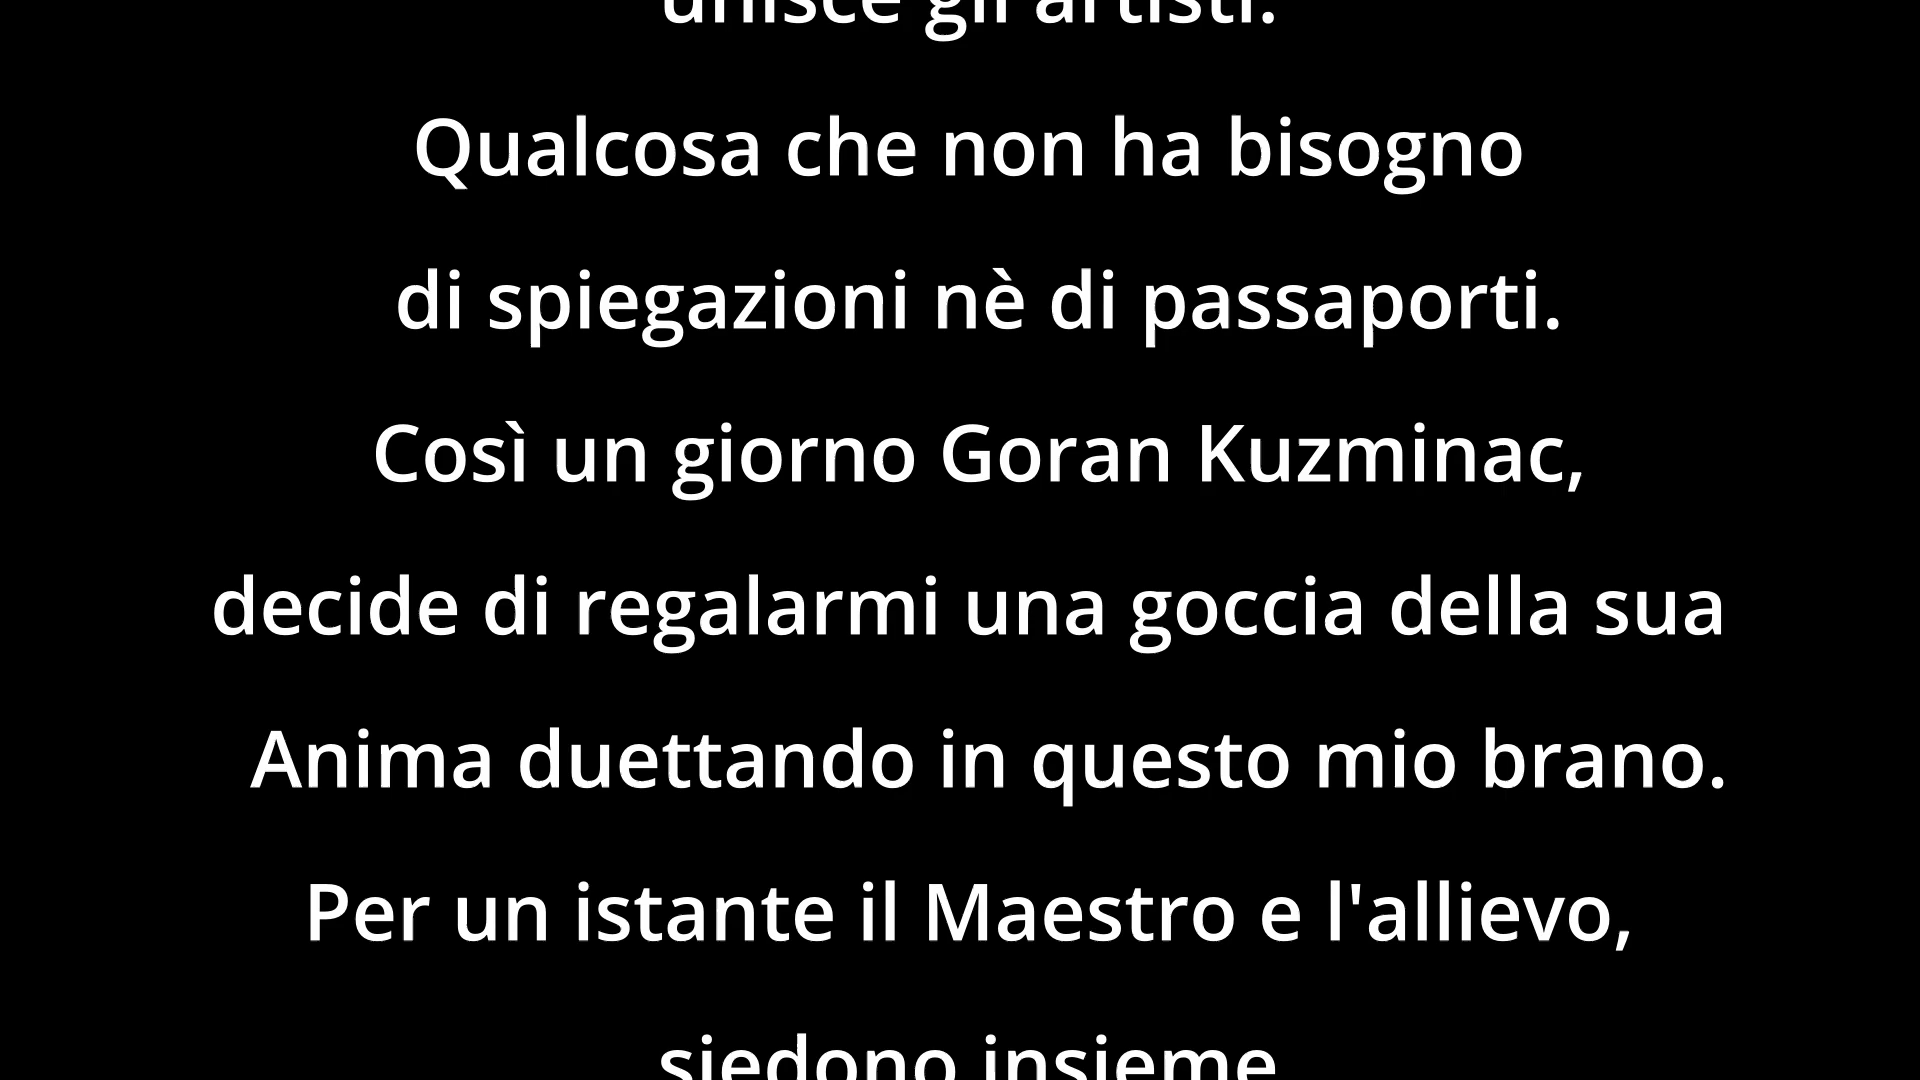 unisce gli artisti.
Qualcosa che non ha bisogno
di spiegazioni nè di passaporti.
Così un giorno Goran Kuzminac,
decide di regalarmi una goccia della sua
Anima duettando in questo mio brano.
Per un istante il Maestro e l'allievo,
siedono insieme